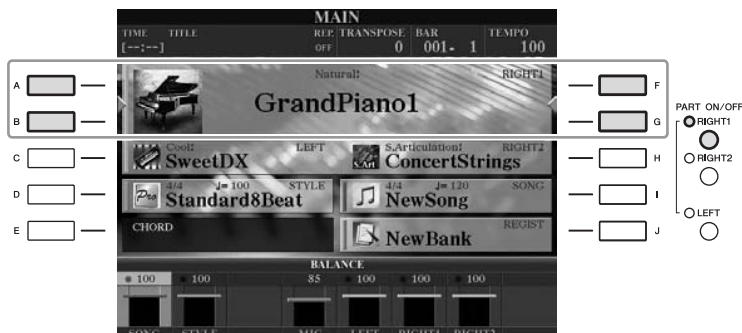 MAIN
TIME TITLE REP. TRANSPOSE BAR TEMPO
[--:--] OFF 0 001- 1 100
A F
Natural! RIGHT1
GrandPiano1
B G
PART ON/OFF
RIGHT1
RIGHT2
LEFT
C H
Cool! LEFT S.Articulation! RIGHT2
SweetDX S.Art ConcertStrings
D I
4/4 ♩= 100 STYLE 4/4 ♩= 120 SONG
Pro Standard8Beat NewSong
E J
CHORD REGIST
NewBank
BALANCE
100 100 85 100 100 100
SONG STYLE MIC LEFT RIGHT1 RIGHT2